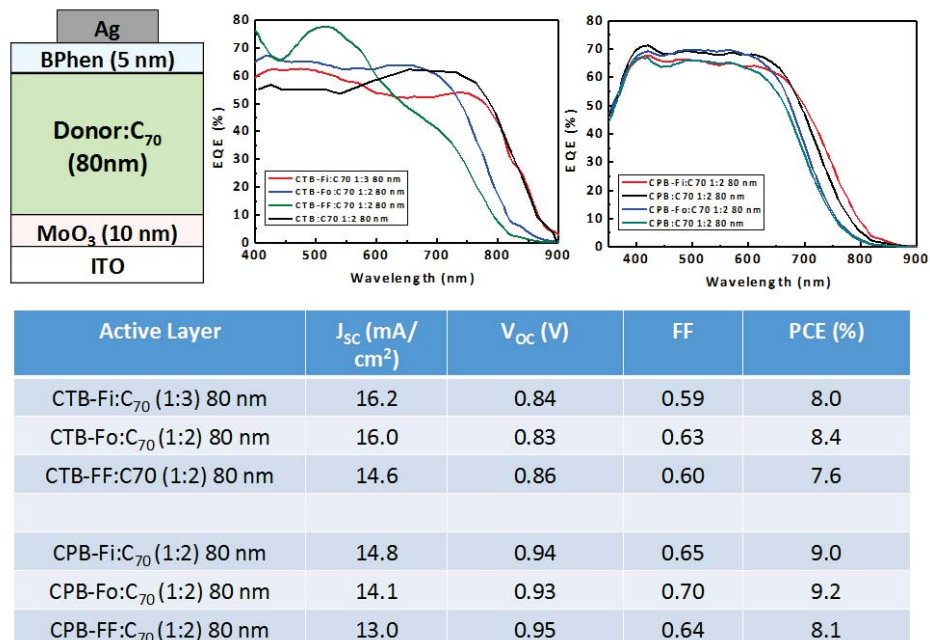 Ag
BPhen (5 nm)
Donor:C70
(80nm)
MoO3 (10 nm)
ITO
80
70
60
50
40
30
20
10
0
EQE (%)
CTB-Fi:C70 1:3 80 nm
CTB-Fo:C70 1:2 80 nm
CTB-FF:C70 1:2 80 nm
CTB:C70 1:2 80 nm
400 500 600 700 800 900
Wavelength (nm)
80
70
60
50
40
30
20
10
0
EQE (%)
CPB-Fi:C70 1:2 80 nm
CPB:C70 1:2 80 nm
CPB-Fo:C70 1:2 80 nm
CPB:C70 1:2 80 nm
400 500 600 700 800 900
Wavelength (nm)
Active Layer JSC (mA/ VOC (V) FF PCE (%)
cm2)
CTB-Fi:C70 (1:3) 80 nm 16.2 0.84 0.59 8.0
CTB-Fo:C70 (1:2) 80 nm 16.0 0.83 0.63 8.4
CTB-FF:C70 (1:2) 80 nm 14.6 0.86 0.60 7.6
CPB-Fi:C70 (1:2) 80 nm 14.8 0.94 0.65 9.0
CPB-Fo:C70 (1:2) 80 nm 14.1 0.93 0.70 9.2
CPB-FF:C70 (1:2) 80 nm 13.0 0.95 0.64 8.1